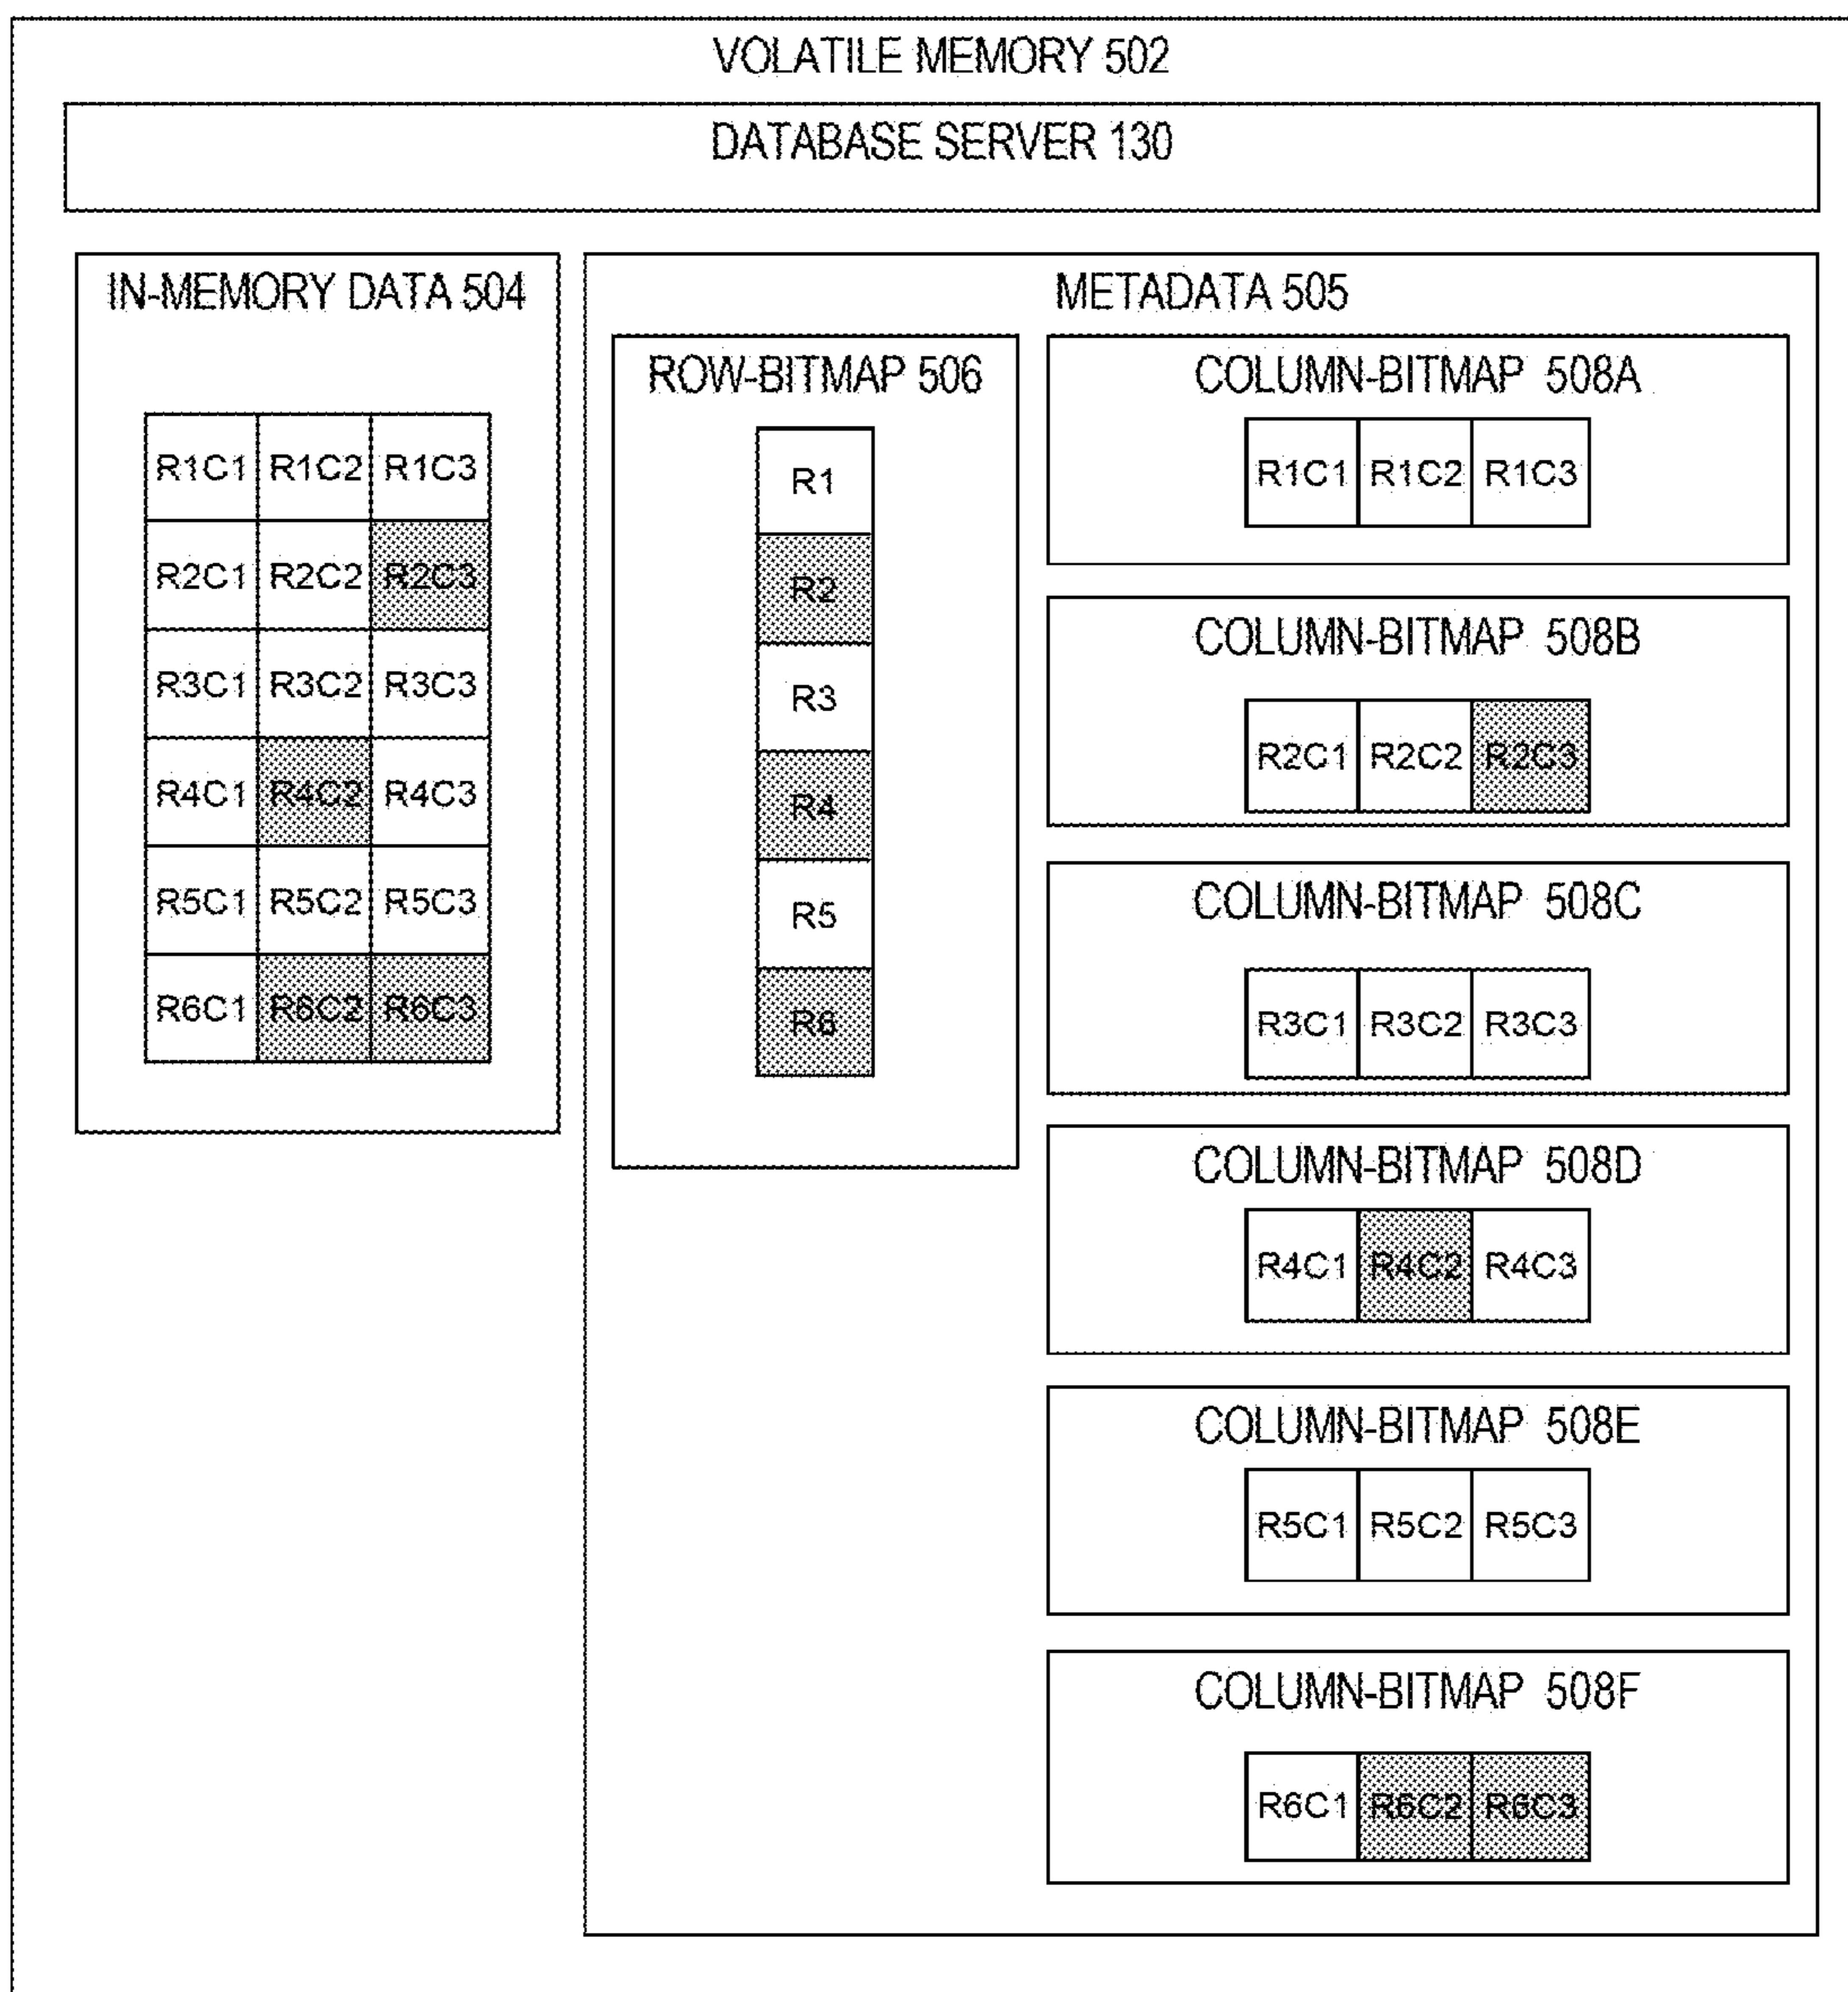 VOLATILE MEMORY 502
DATABASE SERVER 130
IN-MEMORY DATA 504
R1C1 R1C2 R1C3
R2C1 R2C2 R2C3
R3C1 R3C2 R3C3
R4C1 R4C2 R4C3
R5C1 R5C2 R5C3
R6C1 R6C2 R6C3
METADATA 505
ROW-BITMAP 506
R1
R2
R3
R4
R5
R6
COLUMN-BITMAP 508A
R1C1 R1C2 R1C3
COLUMN-BITMAP 508B
R2C1 R2C2 R2C3
COLUMN-BITMAP 508C
R3C1 R3C2 R3C3
COLUMN-BITMAP 508D
R4C1 R4C2 R4C3
COLUMN-BITMAP 508E
R5C1 R5C2 R5C3
COLUMN-BITMAP 508F
R6C1 R6C2 R6C3